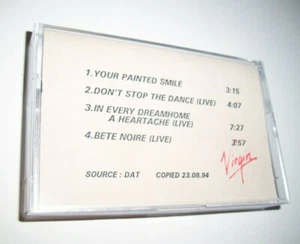 1.YOUR PAINTED SMILE 3:15
2.DON'T STOP THE DANCE (LIVE) 4:07
3.IN EVERY DREAMHOME
A HEARTACHE (LIVE) 7:27
4.BETE NOIRE (LIVE) 3:57
Virgin
SOURCE : DAT COPIED 23.08.94